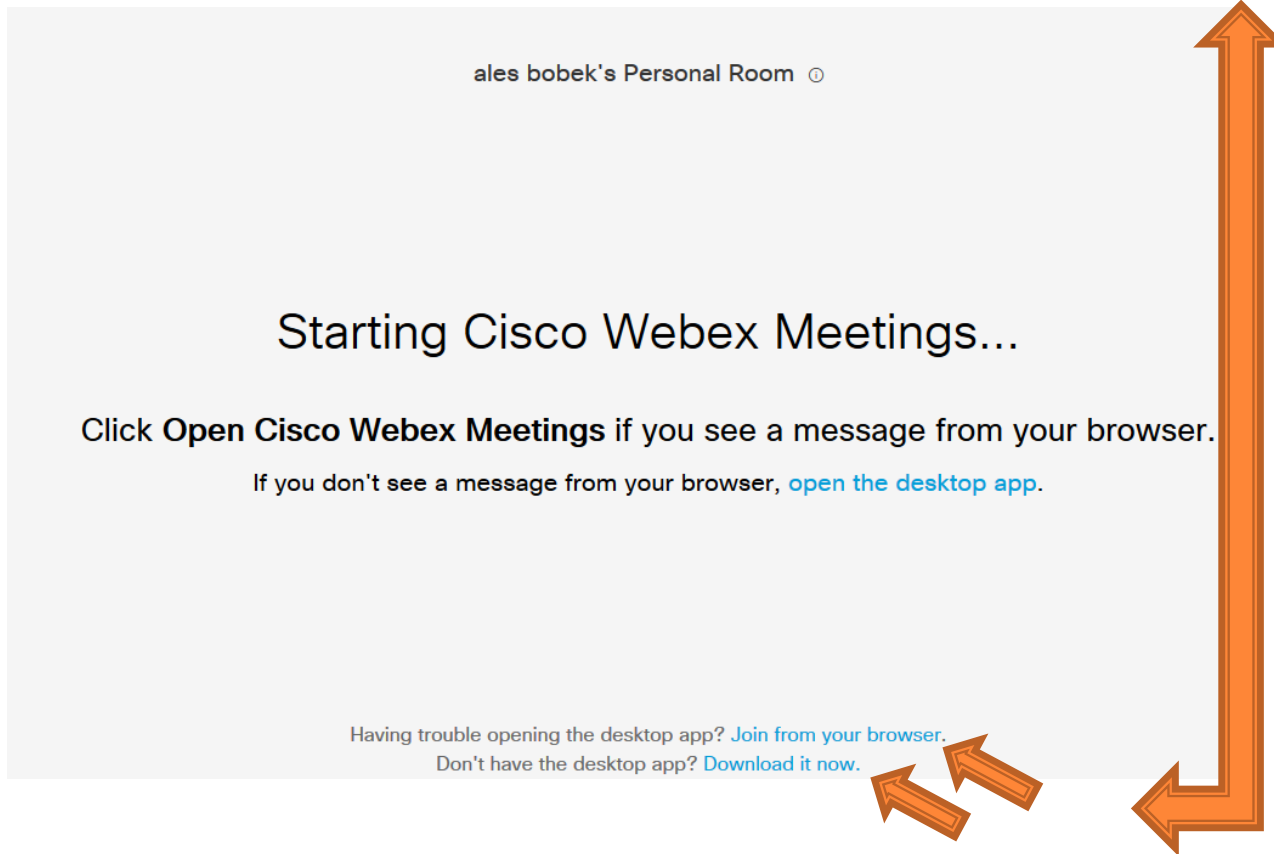 ales bobek's Personal Room
Starting Cisco Webex Meetings...
Click Open Cisco Webex Meetings if you see a message from your browser.
If you don't see a message from your browser, open the desktop app.
Having trouble opening the desktop app? Join from your browser.
Don't have the desktop app? Download it now.